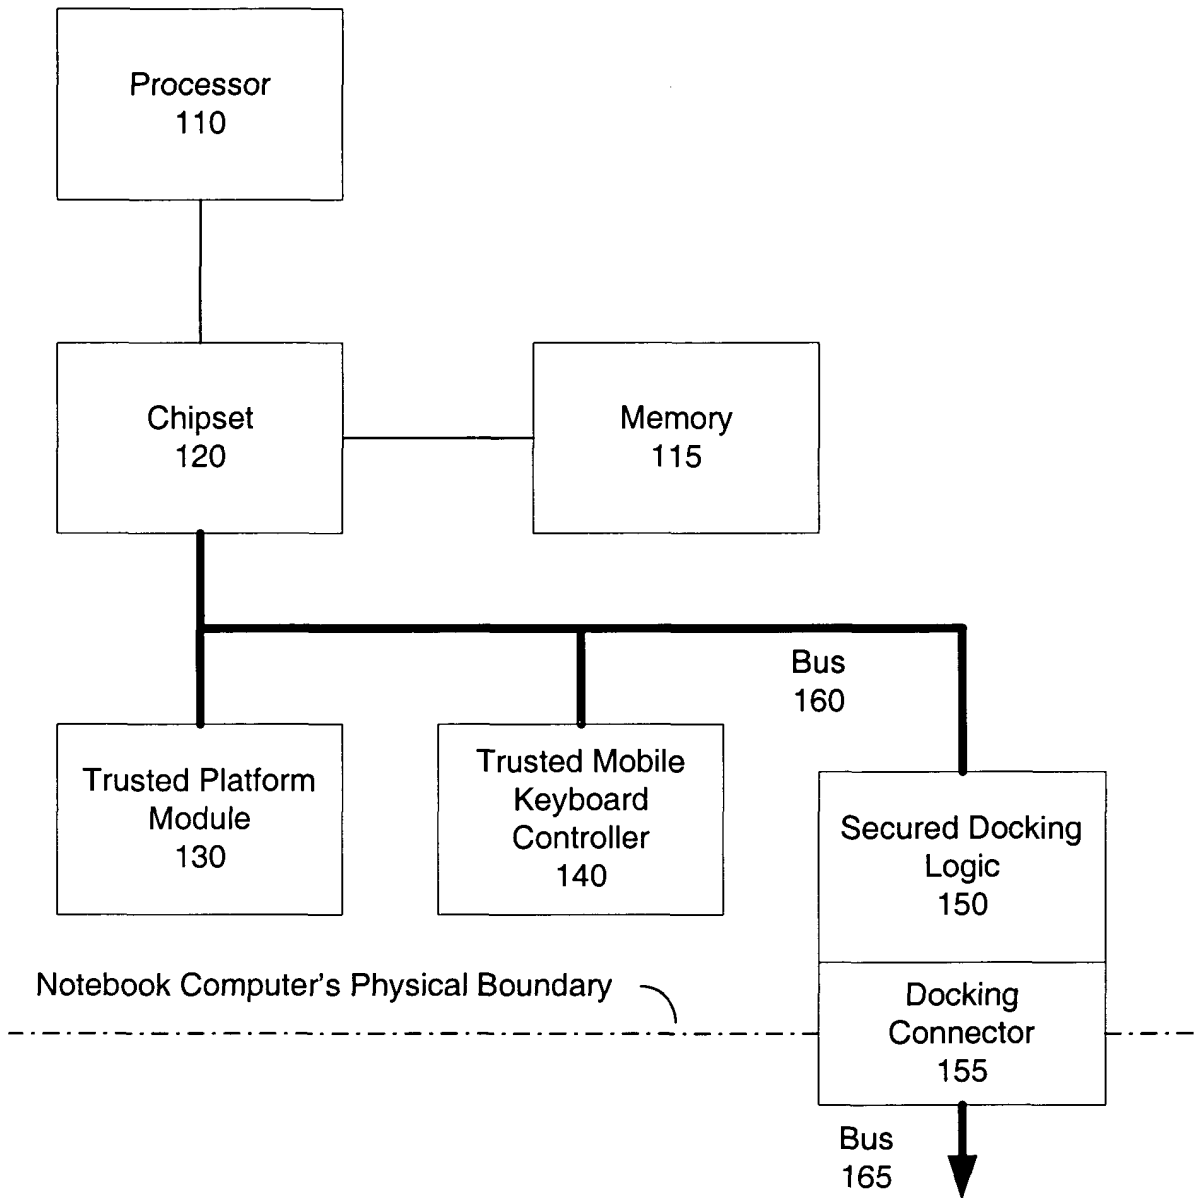 Processor
110
Chipset
120
Memory
115
Bus
160
Trusted Platform
Module
130
Trusted Mobile
Keyboard
Controller
140
Secured Docking
Logic
150
Notebook Computer's Physical Boundary
Docking
Connector
155
Bus
165